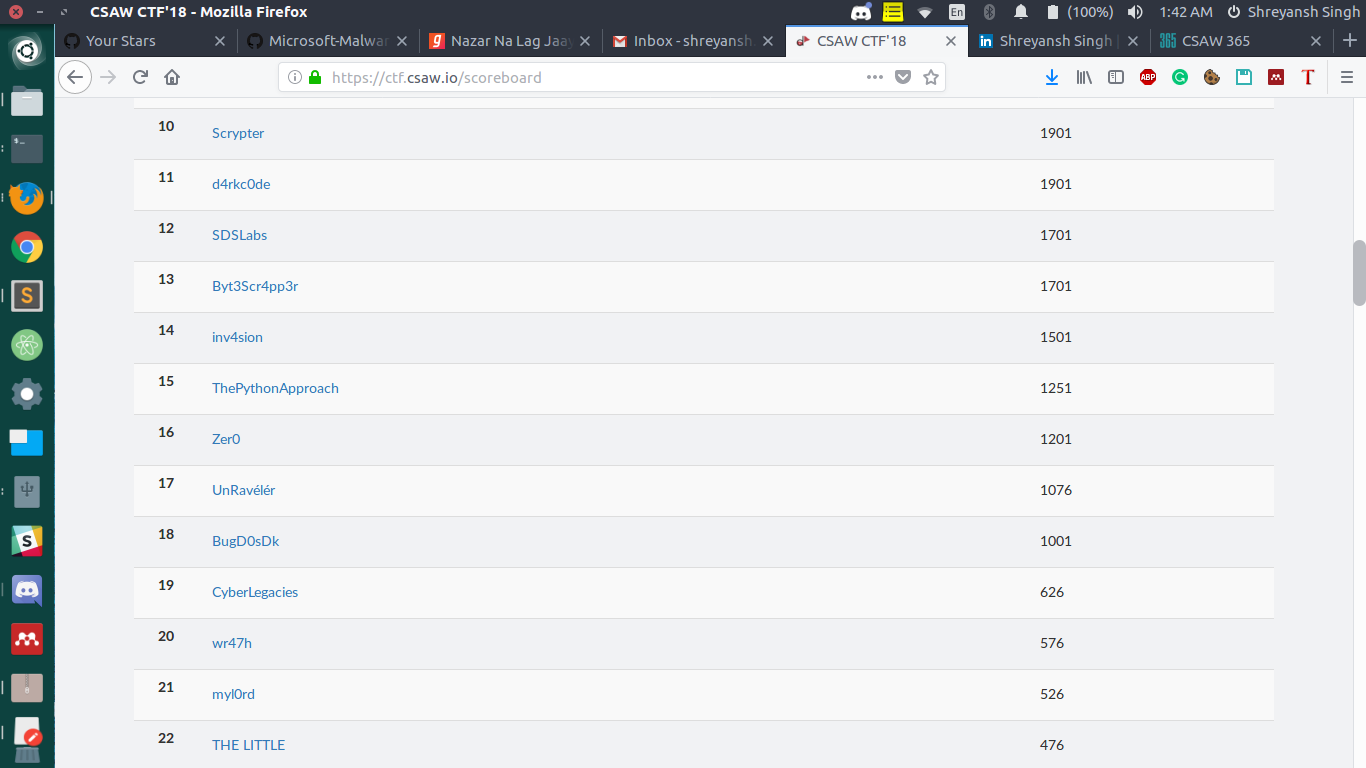 CSAW CTF'18 - Mozilla Firefox
En
(100%)
1:42 AM
Shreyansh Singh
Your Stars
Microsoft-Malwar
Nazar Na Lag Jaay
Inbox - shreyansh
CSAW CTF'18
Shreyansh Singh
CSAW 365
https://ctf.csaw.io/scoreboard
ABP
10 Scrypter 1901
11 d4rkc0de 1901
12 SDSLabs 1701
13 Byt3Scr4pp3r 1701
14 inv4sion 1501
15 ThePythonApproach 1251
16 Zer0 1201
17 UnRavélér 1076
18 BugD0sDk 1001
19 CyberLegacies 626
20 wr47h 576
21 myl0rd 526
22 THE LITTLE 476